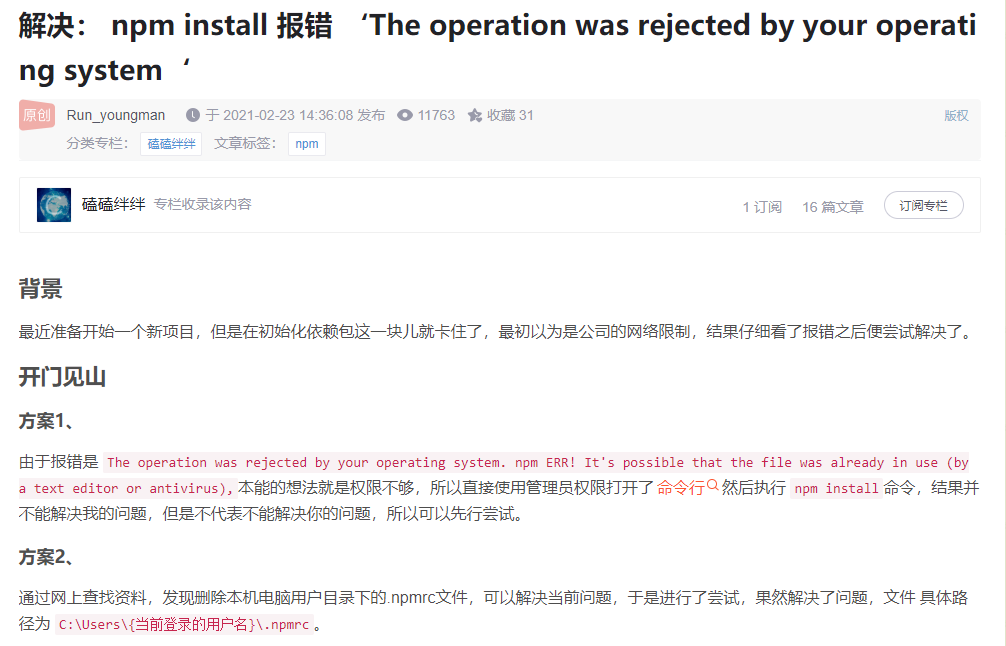 解决： npm install 报错 ‘The operation was rejected by your operati
ng system ‘
原创 Run_youngman 于 2021-02-23 14:36:08 发布 11763 收藏 31 版权
分类专栏： 磕磕绊绊 文章标签： npm
磕磕绊绊 专栏收录该内容 1 订阅 16 篇文章 订阅专栏
背景
最近准备开始一个新项目，但是在初始化依赖包这一块儿就卡住了，最初以为是公司的网络限制，结果仔细看了报错之后便尝试解决了。
开门见山
方案1、
由于报错是 The operation was rejected by your operating system. npm ERR! It's possible that the file was already in use (by
a text editor or antivirus), 本能的想法就是权限不够，所以直接使用管理员权限打开了 命令行 然后执行 npm install 命令，结果并
不能解决我的问题，但是不代表不能解决你的问题，所以可以先行尝试。
方案2、
通过网上查找资料，发现删除本机电脑用户目录下的.npmrc文件，可以解决当前问题，于是进行了尝试，果然解决了问题，文件 具体路
径为 C:\Users\{当前登录的用户名}\.npmrc 。